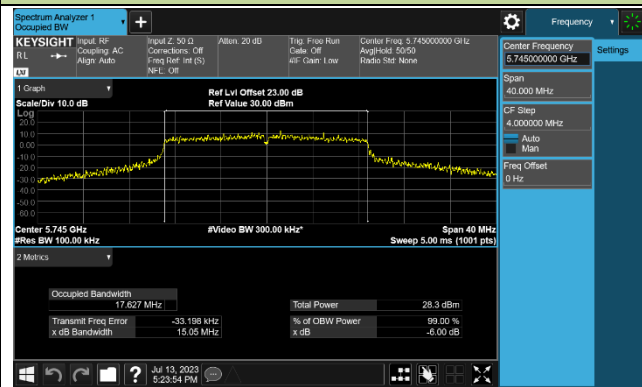 Spectrum Analyzer 1
Occupied BW
Frequency
KEYSIGHT
RL
LXI
Input: RF
Coupling: AC
Align: Auto
Input Z: 50 Ω
Corrections: Off
Freq Ref: Int (S)
NFE: Off
Atten: 20 dB
Trig: Free Run
Gate: Off
#IF Gain: Low
Center Freq: 5.745000000 GHz
Avg|Hold: 50/50
Radio Std: None
Center Frequency
5.745000000 GHz
Settings
Span
40.000 MHz
CF Step
4.000000 MHz
Auto
Man
Freq Offset
0 Hz
1 Graph
Scale/Div 10.0 dB
Ref Lvl Offset 23.00 dB
Ref Value 30.00 dBm
Log
20.0
10.0
0.00
-10.0
-20.0
-30.0
-40.0
-50.0
-60.0
Center 5.745 GHz
#Res BW 100.00 kHz
#Video BW 300.00 kHz*
Span 40 MHz
Sweep 5.00 ms (1001 pts)
2 Metrics
Occupied Bandwidth
17.627 MHz
Total Power 28.3 dBm
Transmit Freq Error -33.198 kHz
% of OBW Power 99.00 %
x dB Bandwidth 15.05 MHz
x dB -6.00 dB
?
Jul 13, 2023
5:23:54 PM